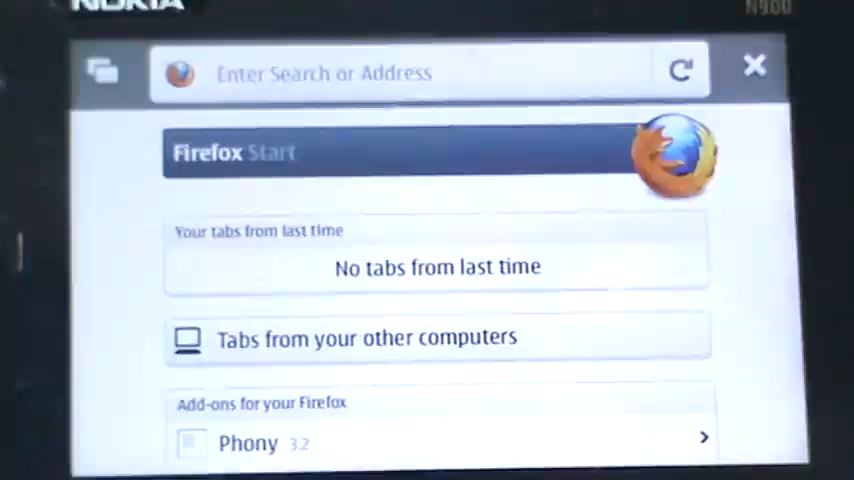 NOKIA
N900
Enter Search or Address
Firefox Start
Your tabs from last time
No tabs from last time
Tabs from your other computers
Add-ons for your Firefox
Phony 3.2